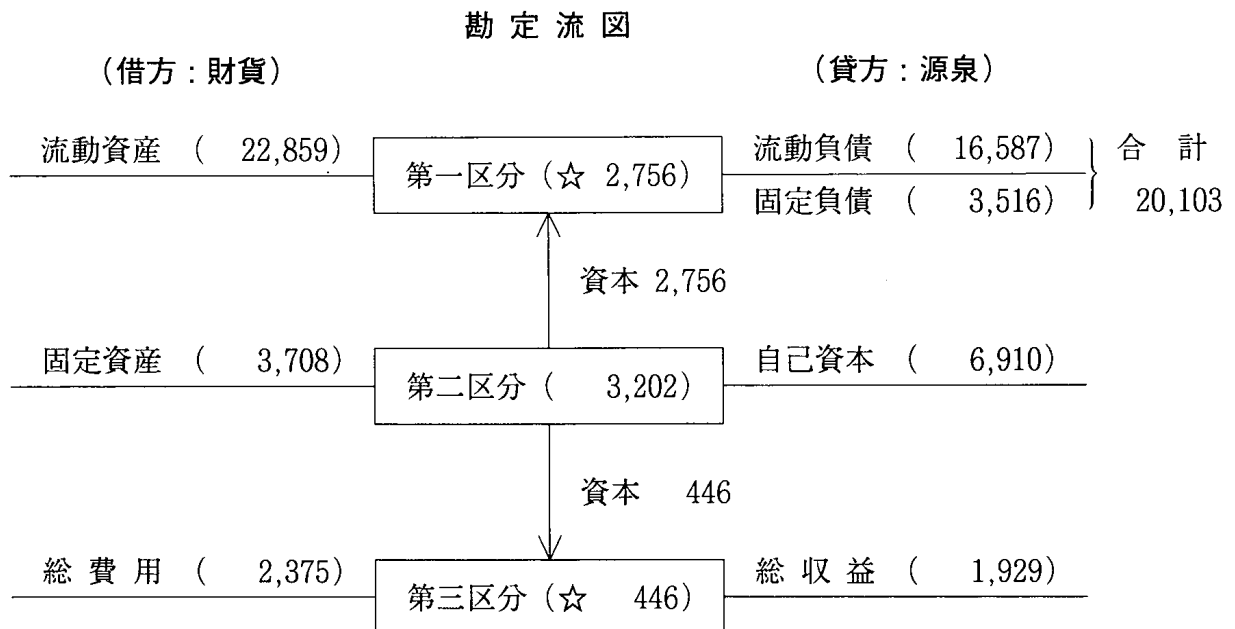 勘定流図
(借方：財貨) (貸方：源泉)
流動資産 ( 22,859) 第一区分 (☆ 2,756) 流動負債 ( 16,587) 合計
固定負債 ( 3,516) 20,103
資本 2,756
固定資産 ( 3,708) 第二区分 ( 3,202) 自己資本 ( 6,910)
資本 446
総費用 ( 2,375) 第三区分 (☆ 446) 総収益 ( 1,929)